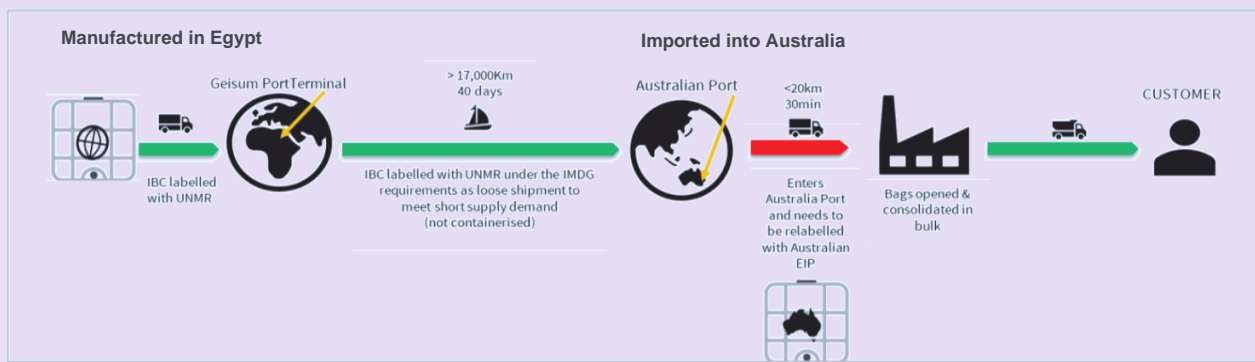 Manufactured in Egypt
Imported into Australia
Geisum PortTerminal
> 17,000Km
40 days
Australian Port
<20km
30min
CUSTOMER
IBC labelled
with UNMR
IBC labelled with UNMR under the IMDG
requirements as loose shipment to
meet short supply demand
(not containerised)
Enters
Australia Port
and needs to
be relabelled
with Australian
EIP
Bags opened &
consolidated in
bulk